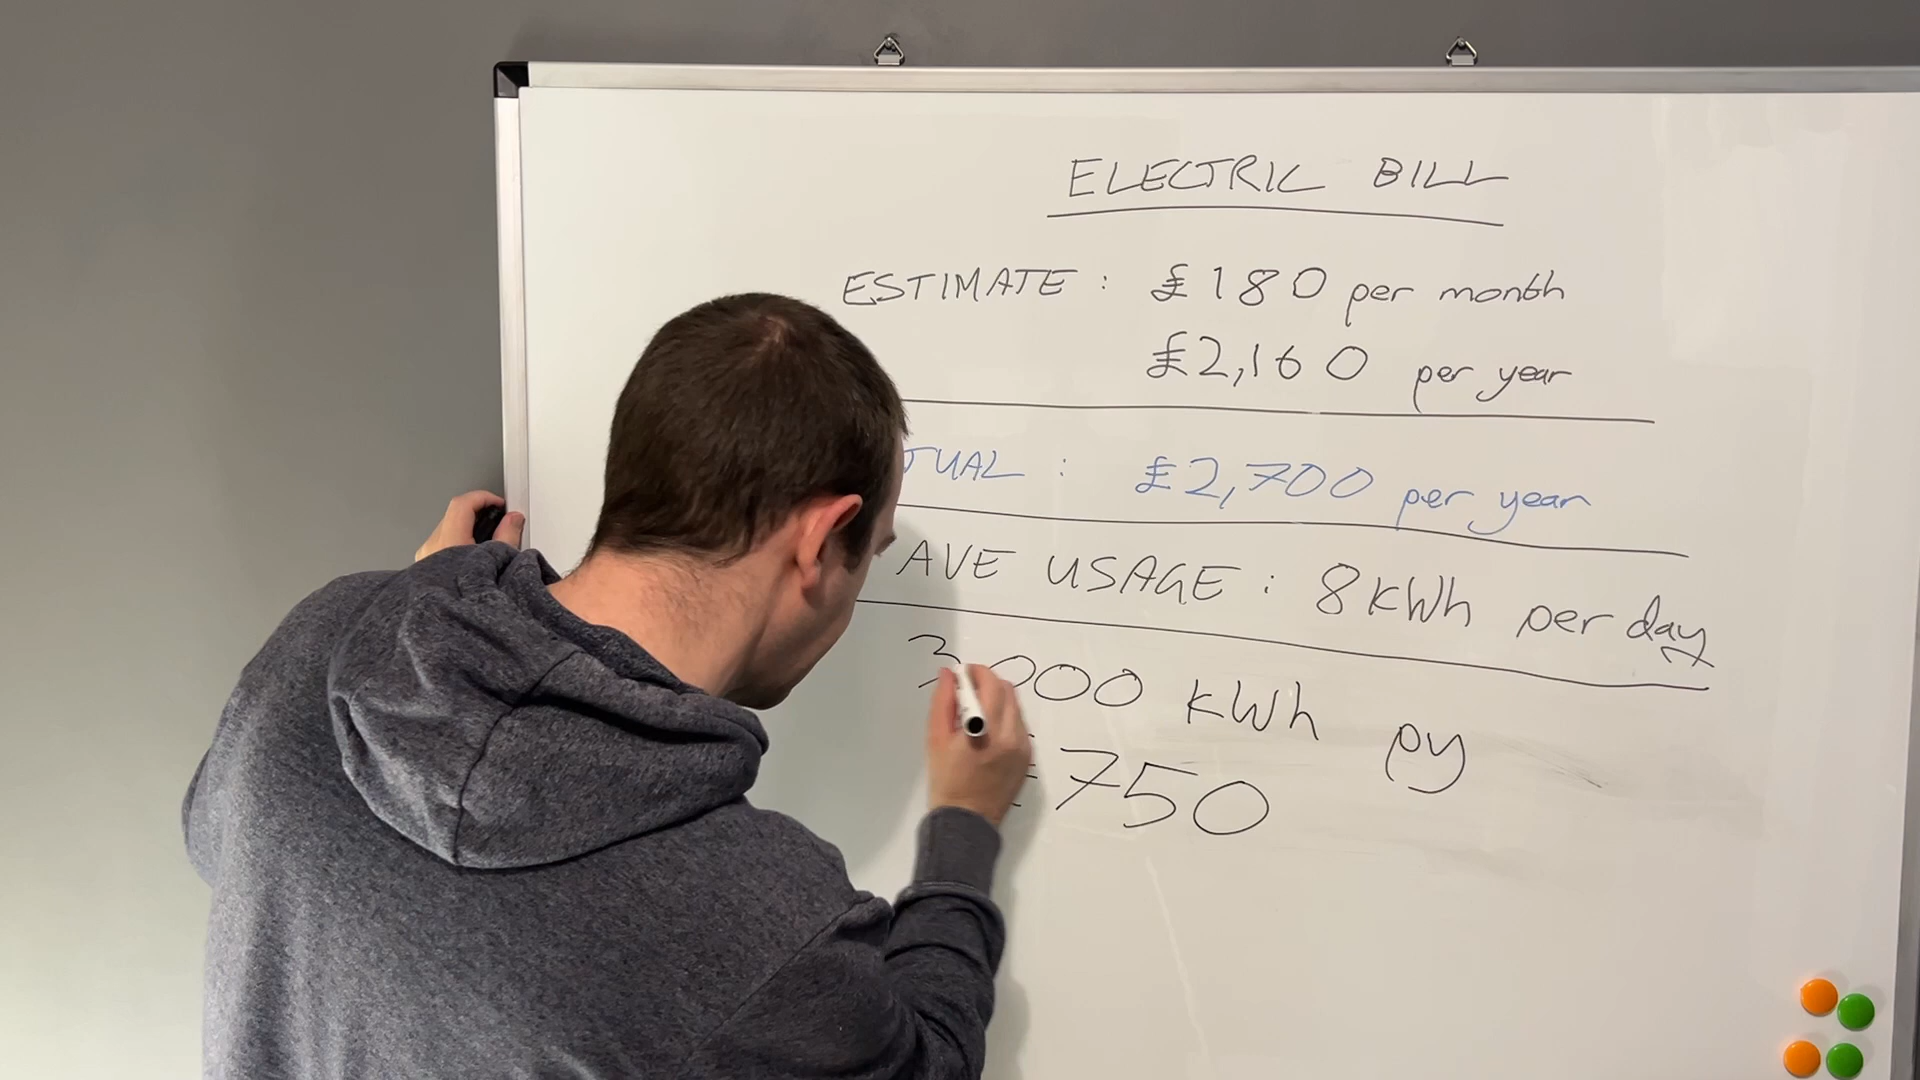 ELECTRIC BILL
ESTIMATE : £180 per month
£2,160 per year
TUAL : £2,700 per year
AVE USAGE : 8kWh per day
3000 kWh py
£750